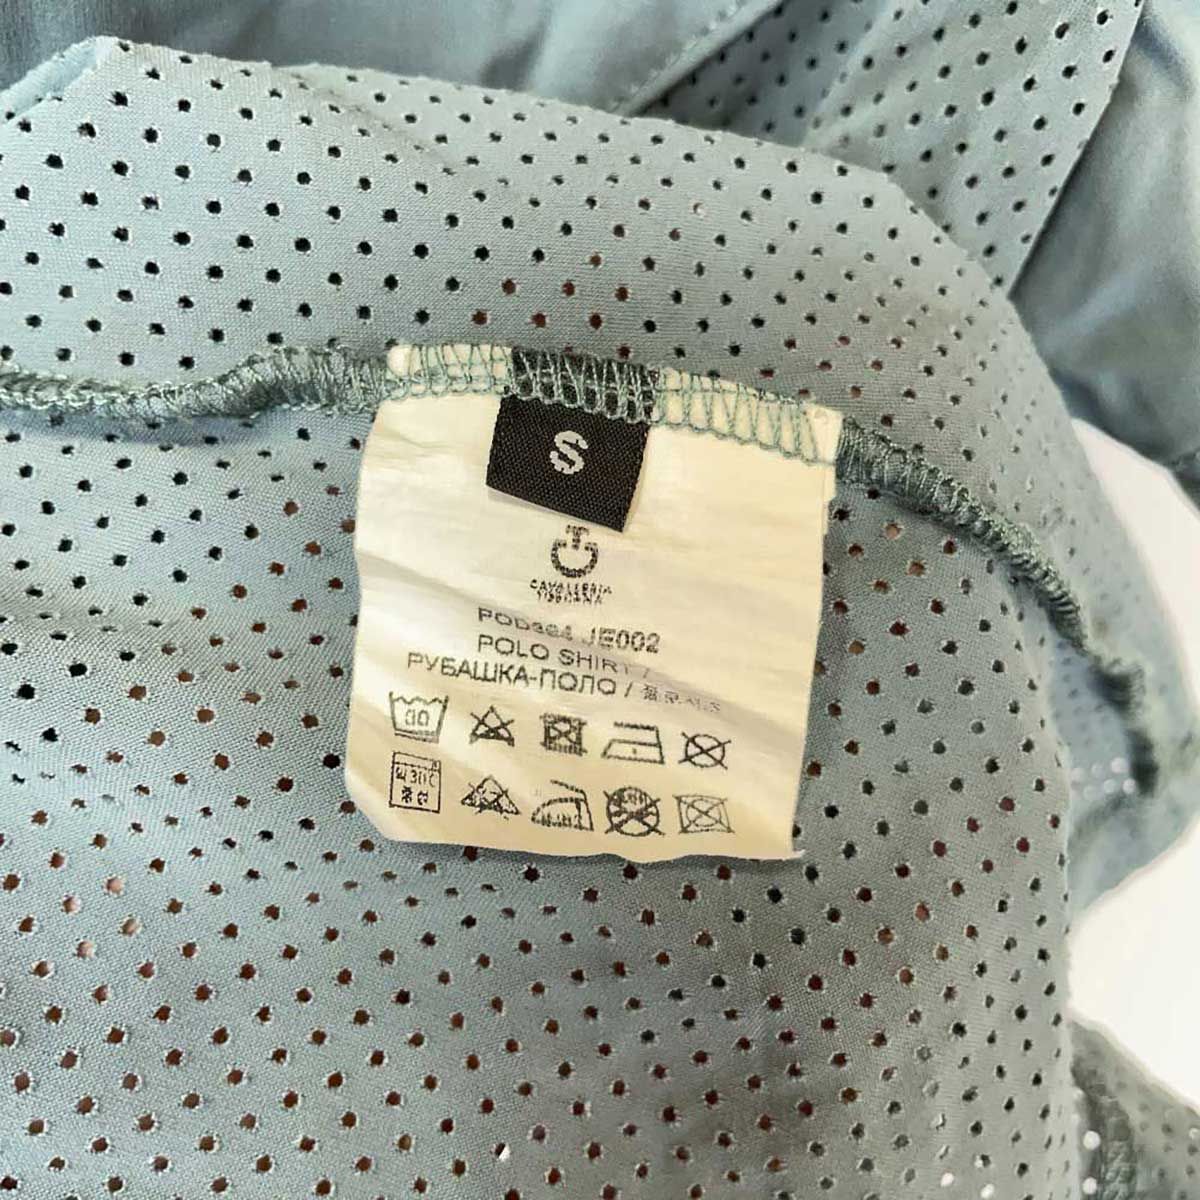 S
CAVALLERIA
TOSCANA
JE002
POLO SHIRT /
РУБАШКА-ПОЛО /
30